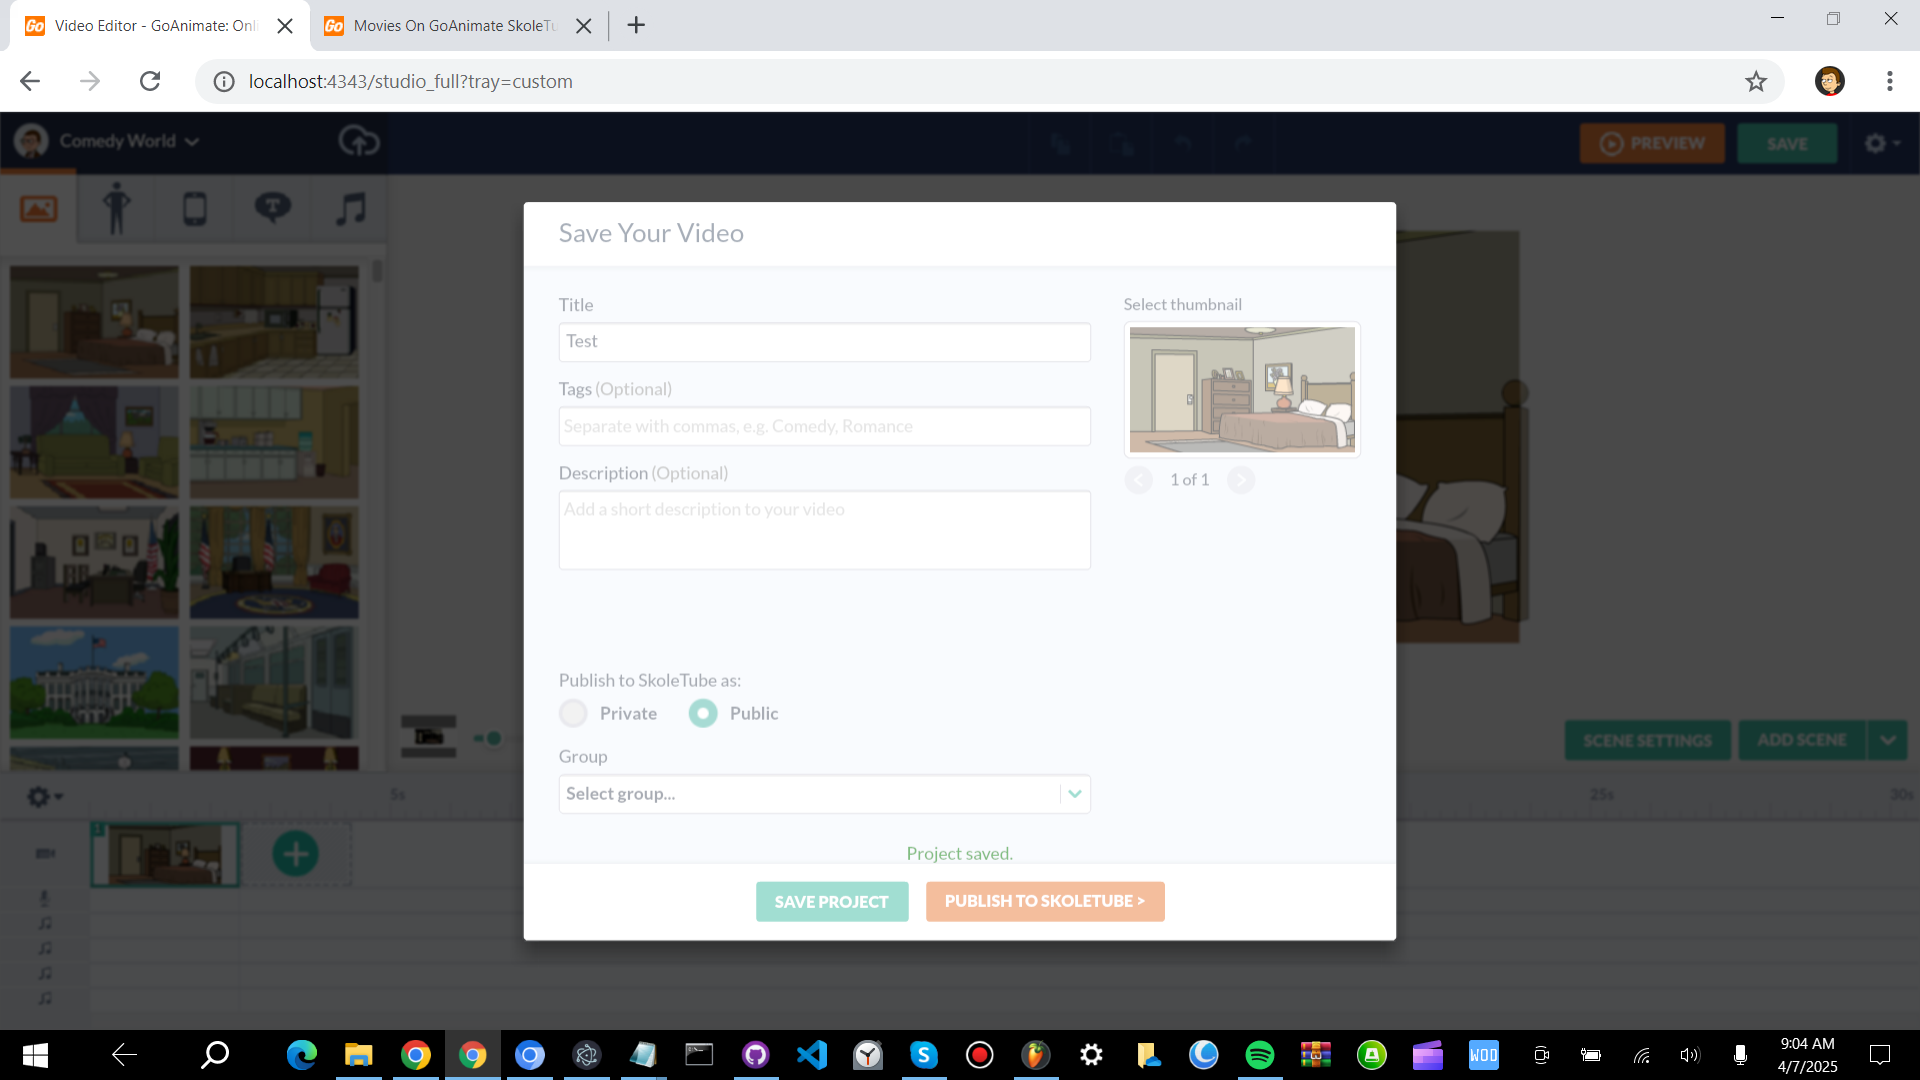 Video Editor - GoAnimate: Onl
Movies On GoAnimate SkoleTu
localhost:4343/studio_full?tray=custom
Comedy World
PREVIEW
SAVE
Save Your Video
Title
Test
Tags (Optional)
Separate with commas, e.g. Comedy, Romance
Description (Optional)
Add a short description to your video
Select thumbnail
1 of 1
Publish to SkoleTube as:
Private
Public
Group
Select group...
Project saved.
SAVE PROJECT
PUBLISH TO SKOLETUBE >
SCENE SETTINGS
ADD SCENE
5s
25s
30s
1
WOD
9:04 AM
4/7/2025